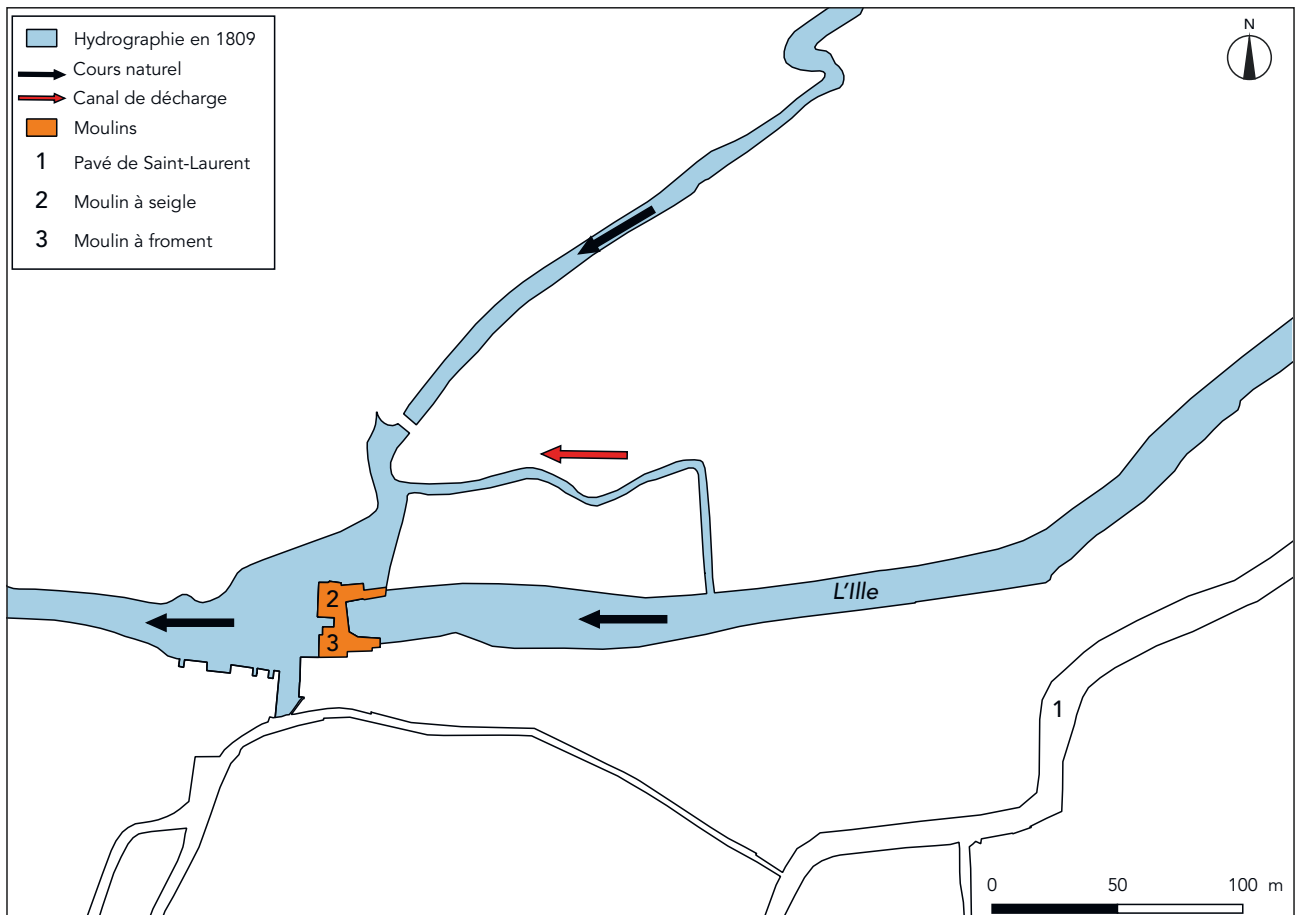 Hydrographie en 1809
Cours naturel
Canal de décharge
Moulins
1 Pavé de Saint-Laurent
2 Moulin à seigle
3 Moulin à froment
N
L'Ille
2
3
1
0 50 100 m